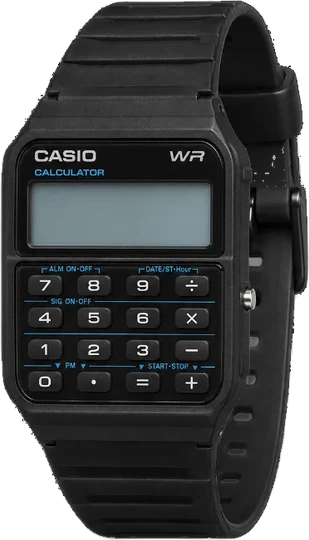 CASIO WR
CALCULATOR
ALM ON·OFF DATE/ST·Hour
7 8 9 ÷
SIG ON·OFF
4 5 6 ×
1 2 3 −
▼ PM ▼ ▼ START·STOP ▼
0 · = +